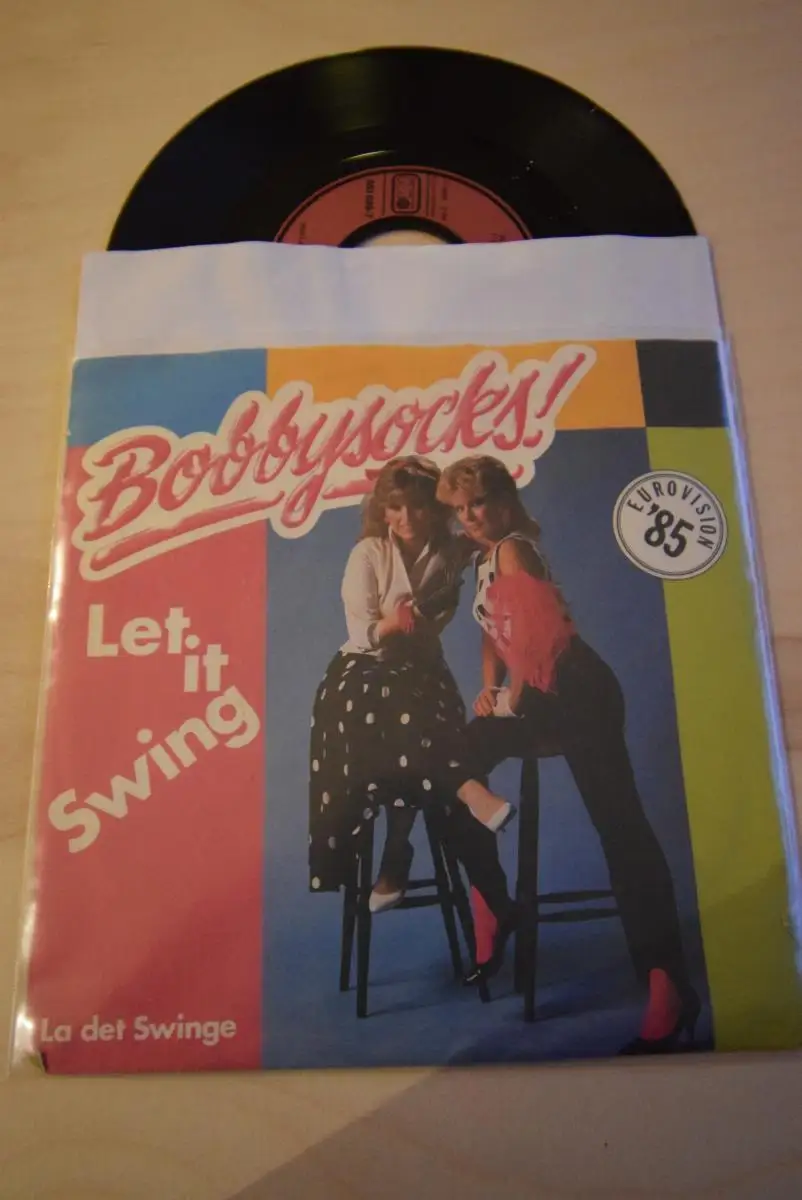 Bobbysocks!
EUROVISION
'85
Let it
Swing
La det Swinge